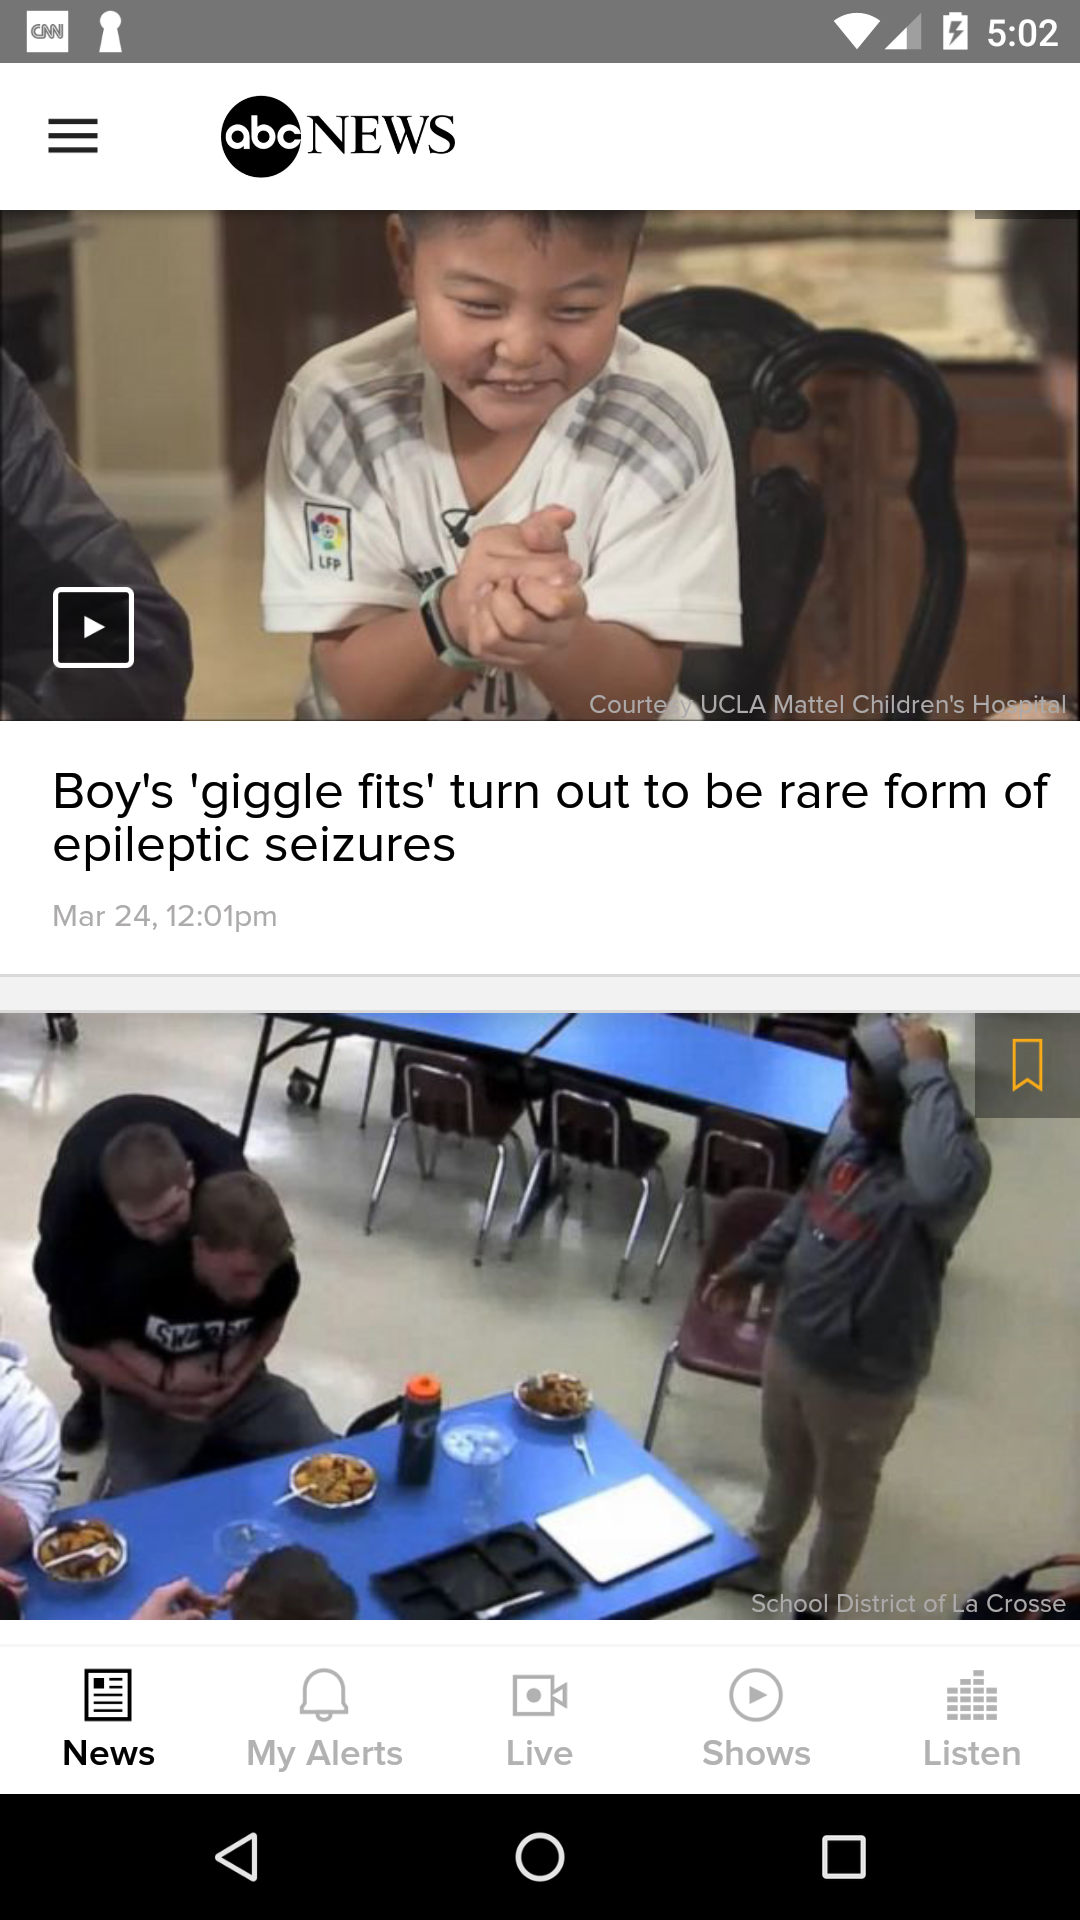 CNN
5:02
abc NEWS
LFP
Courtesy UCLA Mattel Children's Hospital
Boy's 'giggle fits' turn out to be rare form of
epileptic seizures
Mar 24, 12:01pm
School District of La Crosse
News
My Alerts
Live
Shows
Listen